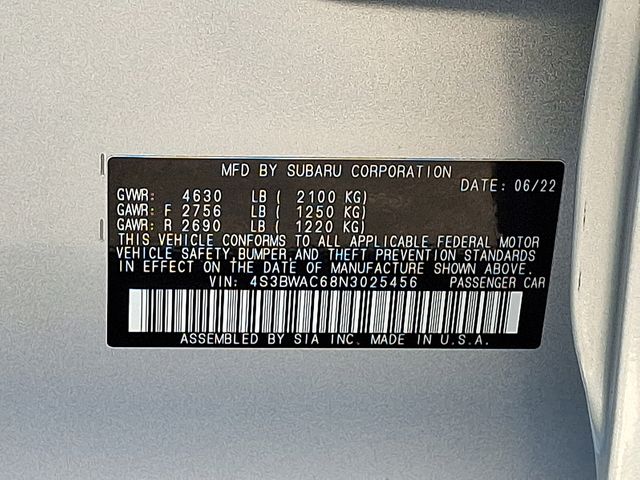 MFD BY SUBARU CORPORATION
DATE: 06/22
GVWR: 4630 LB ( 2100 KG)
GAWR: F 2756 LB ( 1250 KG)
GAWR: R 2690 LB ( 1220 KG)
THIS VEHICLE CONFORMS TO ALL APPLICABLE FEDERAL MOTOR
VEHICLE SAFETY,BUMPER,AND THEFT PREVENTION STANDARDS
IN EFFECT ON THE DATE OF MANUFACTURE SHOWN ABOVE.
VIN: 4S3BWAC68N3025456 PASSENGER CAR
ASSEMBLED BY SIA INC. MADE IN U.S.A.